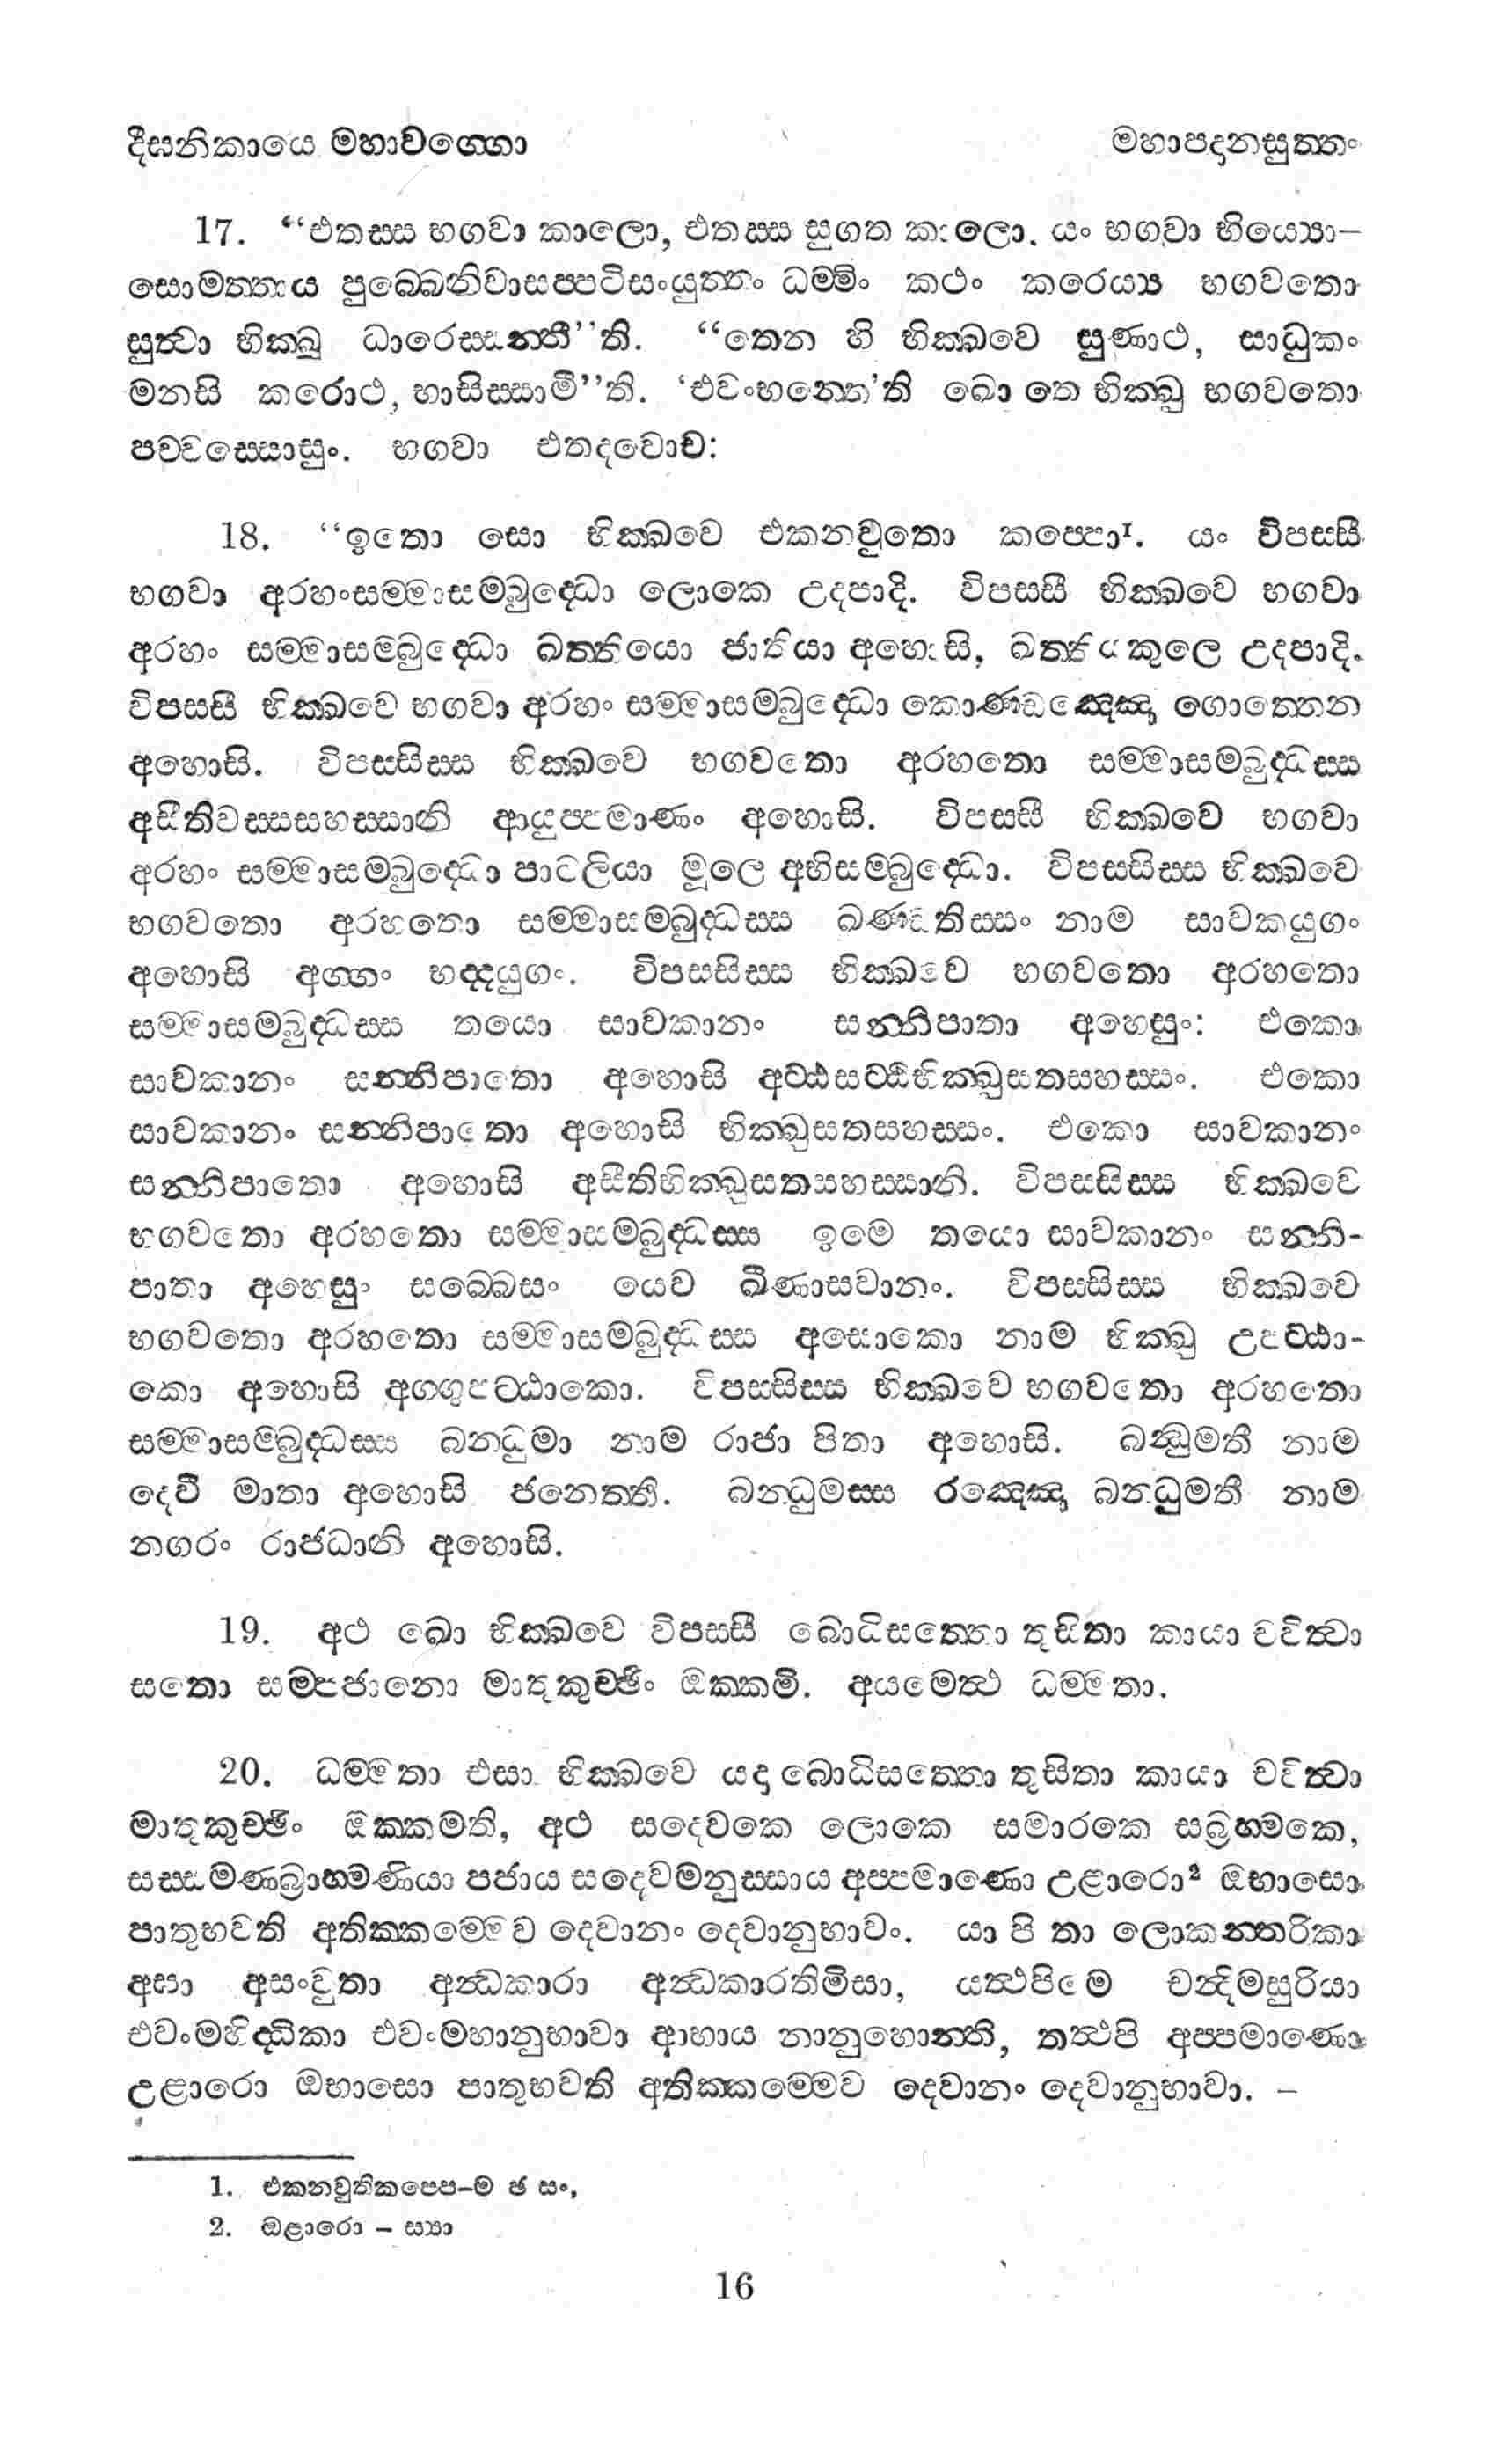 දීඝනිකායෙ මහාවග්ගො මහාපදානසුත්තං
17. “එතස්ස භගවා කාලො, එතස්ස සුගත කාලො. යං භගවා භිය්‍යො–
සොමත්තාය පුබ්බෙනිවාසප්පටිසංයුත්තං ධම්මිං කථං කරෙය්‍ය භගවතො
සුත්‍වා භික්ඛූ ධාරෙස්සන්තී”ති. “තෙන හි භික්ඛවෙ සුණාථ, සාධුකං
මනසි කරොථ, භාසිස්සාමී”ති. ‘එවංභන්තෙ’ති ඛො තෙ භික්ඛූ භගවතො
පච්චස්සොසුං. භගවා එතදවොච:
18. “ඉතො සො භික්ඛවෙ එකනවුතො කප්පො1. යං විපස්සී
භගවා අරහංසම්මාසම්බුද්ධො ලොකෙ උදපාදි. විපස්සී භික්ඛවෙ භගවා
අරහං සම්මාසම්බුද්ධො ඛත්තියො ජාතියා අහොසි, ඛත්තියකුලෙ උදපාදි.
විපස්සී භික්ඛවෙ භගවා අරහං සම්මාසම්බුද්ධො කොණ්ඩඤ්ඤො ගොත්තෙන
අහොසි. විපස්සිස්ස භික්ඛවෙ භගවතො අරහතො සම්මාසම්බුද්ධස්ස
අසීතිවස්සසහස්සානි ආයුප්පමාණං අහොසි. විපස්සී භික්ඛවෙ භගවා
අරහං සම්මාසම්බුද්ධො පාටලියා මූලෙ අභිසම්බුද්ධො. විපස්සිස්ස භික්ඛවෙ
භගවතො අරහතො සම්මාසම්බුද්ධස්ස ඛණ්ඩතිස්සං නාම සාවකයුගං
අහොසි අග්ගං භද්දයුගං. විපස්සිස්ස භික්ඛවෙ භගවතො අරහතො
සම්මාසම්බුද්ධස්ස තයො සාවකානං සන්නිපාතා අහෙසුං: එකො
සාවකානං සන්නිපාතො අහොසි අට්ඨසට්ඨිභික්ඛුසතසහස්සං. එකො
සාවකානං සන්නිපාතො අහොසි භික්ඛුසතසහස්සං. එකො සාවකානං
සන්නිපාතො අහොසි අසීතිභික්ඛුසතසහස්සානි. විපස්සිස්ස භික්ඛවෙ
භගවතො අරහතො සම්මාසම්බුද්ධස්ස ඉමෙ තයො සාවකානං සන්නි-
පාතා අහෙසුං සබ්බෙසං යෙව ඛීණාසවානං. විපස්සිස්ස භික්ඛවෙ
භගවතො අරහතො සම්මාසම්බුද්ධස්ස අසොකො නාම භික්ඛු උපට්ඨා-
කො අහොසි අග්ගුපට්ඨාකො. විපස්සිස්ස භික්ඛවෙ භගවතො අරහතො
සම්මාසම්බුද්ධස්ස බන්ධුමා නාම රාජා පිතා අහොසි. බන්ධුමතී නාම
දෙවී මාතා අහොසි ජනෙත්ති. බන්ධුමස්ස රඤ්ඤො බන්ධුමතී නාම
නගරං රාජධානි අහොසි.
19. අථ ඛො භික්ඛවෙ විපස්සී බොධිසත්තො තුසිතා කායා චවිත්‍වා
සතො සම්පජානො මාතුකුච්ඡිං ඔක්කමි. අයමෙත්‍ථ ධම්මතා.
20. ධම්මතා එසා භික්ඛවෙ යදා බොධිසත්තො තුසිතා කායා චවිත්‍වා
මාතුකුච්ඡිං ඔක්කමති, අථ සදෙවකෙ ලොකෙ සමාරකෙ සබ්‍රහ්මකෙ,
සස්සමණබ්‍රාහ්මණියා පජාය සදෙවමනුස්සාය අප්පමාණො උළාරො2 ඔභාසො
පාතුභවති අතික්කම්මෙව දෙවානං දෙවානුභාවං. යා පි තා ලොකන්තරිකා
අඝා අසංවුතා අන්ධකාරා අන්ධකාරතිමිසා, යත්‍ථපිමෙ චන්දිමසුරියා
එවංමහිද්ධිකා එවංමහානුභාවා ආභාය නානුභොන්ති, තත්‍ථපි අප්පමාණො
උළාරො ඔභාසො පාතුභවති අතික්කම්මෙව දෙවානං දෙවානුභාවා. –
1. එකනවුතිකප්පෙ–ම ඡ සං,
2. ඔළාරො – ස්‍යා
16